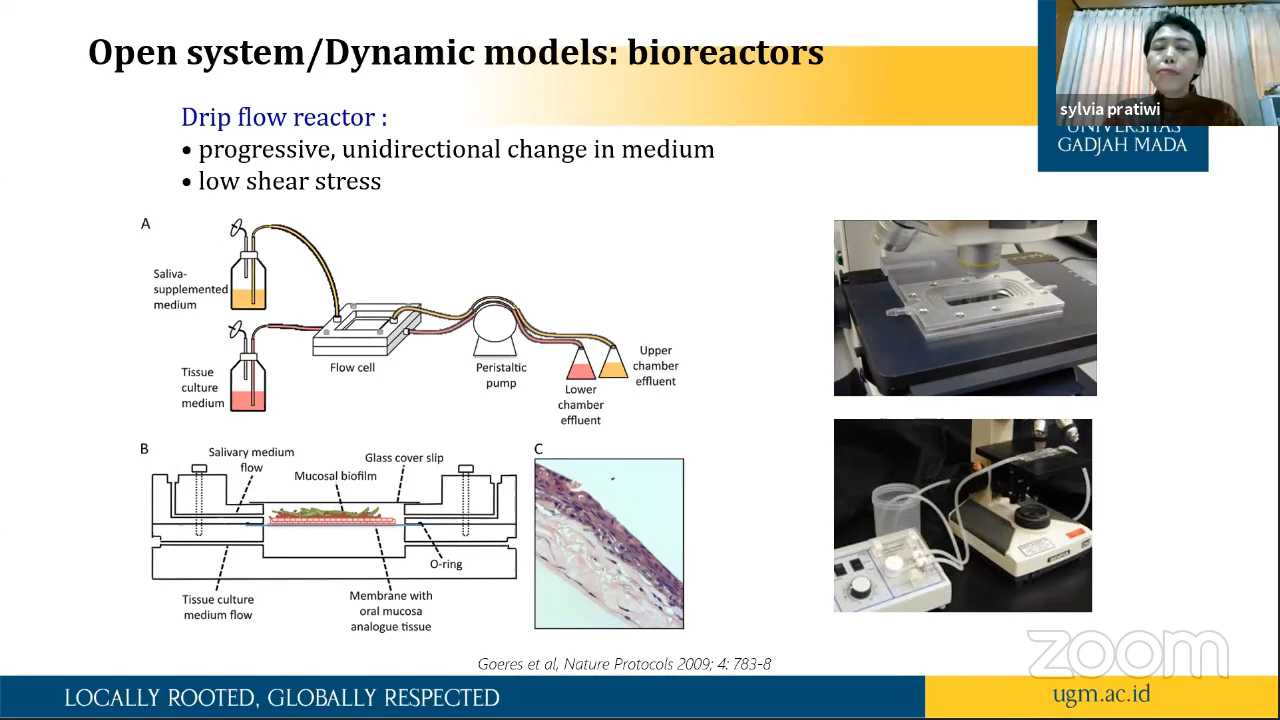 Open system/Dynamic models: bioreactors
sylvia pratiwi
UNIVERSITAS
GADJAH MADA
Drip flow reactor :
• progressive, unidirectional change in medium
• low shear stress
A
Saliva-
supplemented
medium
Tissue
culture
medium
Flow cell
Peristaltic
pump
Lower
chamber
effluent
Upper
chamber
effluent
B
Salivary medium
flow
Glass cover slip
Mucosal biofilm
O-ring
Tissue culture
medium flow
Membrane with
oral mucosa
analogue tissue
C
Goeres et al, Nature Protocols 2009; 4: 783-8
zoom
LOCALLY ROOTED, GLOBALLY RESPECTED
ugm.ac.id